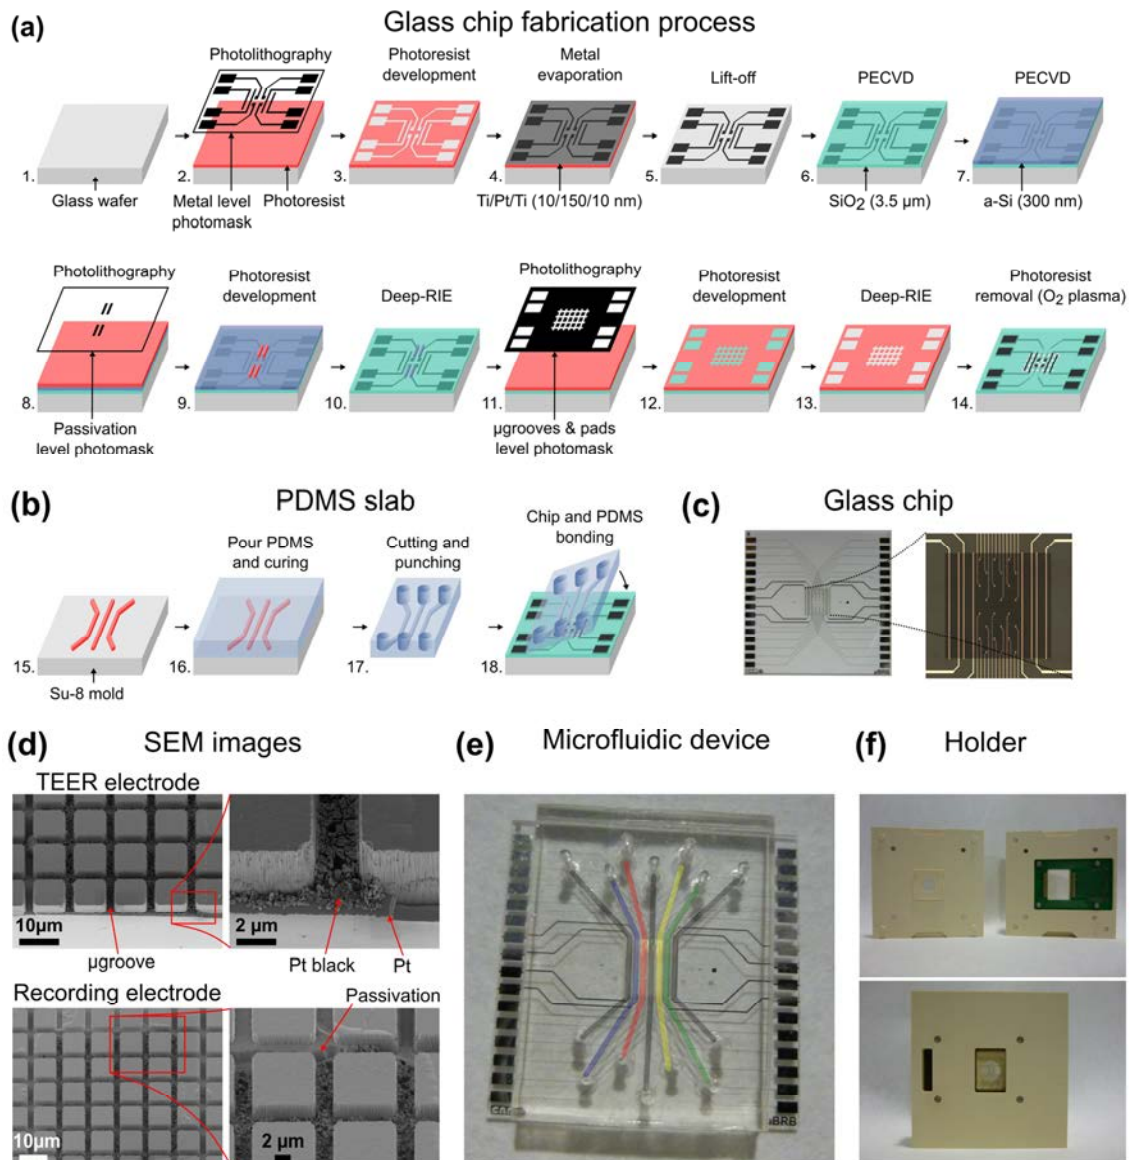 (a)
Glass chip fabrication process
Photolithography
Photoresist
development
Metal
evaporation
Lift-off
PECVD
PECVD
1.
2.
3.
4.
5.
6.
7.
Glass wafer
Metal level
photomask
Photoresist
Ti/Pt/Ti (10/150/10 nm)
SiO2 (3.5 µm)
a-Si (300 nm)
Photolithography
Photoresist
development
Deep-RIE
Photolithography
Photoresist
development
Deep-RIE
Photoresist
removal (O2 plasma)
8.
9.
10.
11.
12.
13.
14.
Passivation
level photomask
µgrooves & pads
level photomask
(b)
PDMS slab
Pour PDMS
and curing
Cutting and
punching
Chip and PDMS
bonding
15.
16.
17.
18.
Su-8 mold
(c)
Glass chip
(d)
SEM images
TEER electrode
10µm
2 µm
µgroove
Pt black
Pt
Recording electrode
Passivation
10µm
2 µm
(e)
Microfluidic device
BRB
(f)
Holder